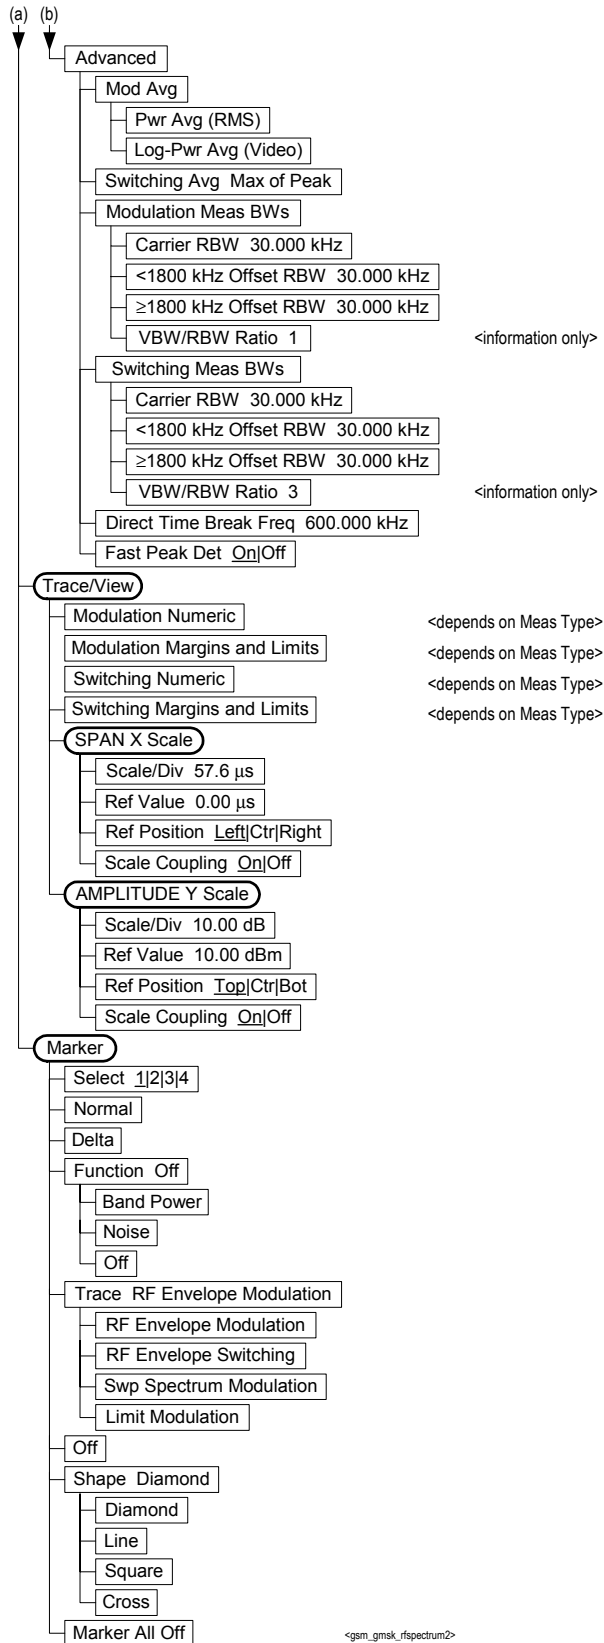 (a) (b)
Advanced
Mod Avg
Pwr Avg (RMS)
Log-Pwr Avg (Video)
Switching Avg Max of Peak
Modulation Meas BWs
Carrier RBW 30.000 kHz
<1800 kHz Offset RBW 30.000 kHz
≥1800 kHz Offset RBW 30.000 kHz
VBW/RBW Ratio 1 <information only>
Switching Meas BWs
Carrier RBW 30.000 kHz
<1800 kHz Offset RBW 30.000 kHz
≥1800 kHz Offset RBW 30.000 kHz
VBW/RBW Ratio 3 <information only>
Direct Time Break Freq 600.000 kHz
Fast Peak Det On|Off
Trace/View
Modulation Numeric <depends on Meas Type>
Modulation Margins and Limits <depends on Meas Type>
Switching Numeric <depends on Meas Type>
Switching Margins and Limits <depends on Meas Type>
SPAN X Scale
Scale/Div 57.6 μs
Ref Value 0.00 μs
Ref Position Left|Ctr|Right
Scale Coupling On|Off
AMPLITUDE Y Scale
Scale/Div 10.00 dB
Ref Value 10.00 dBm
Ref Position Top|Ctr|Bot
Scale Coupling On|Off
Marker
Select 1|2|3|4
Normal
Delta
Function Off
Band Power
Noise
Off
Trace RF Envelope Modulation
RF Envelope Modulation
RF Envelope Switching
Swp Spectrum Modulation
Limit Modulation
Off
Shape Diamond
Diamond
Line
Square
Cross
Marker All Off <gsm_gmsk_rfspectrum2>